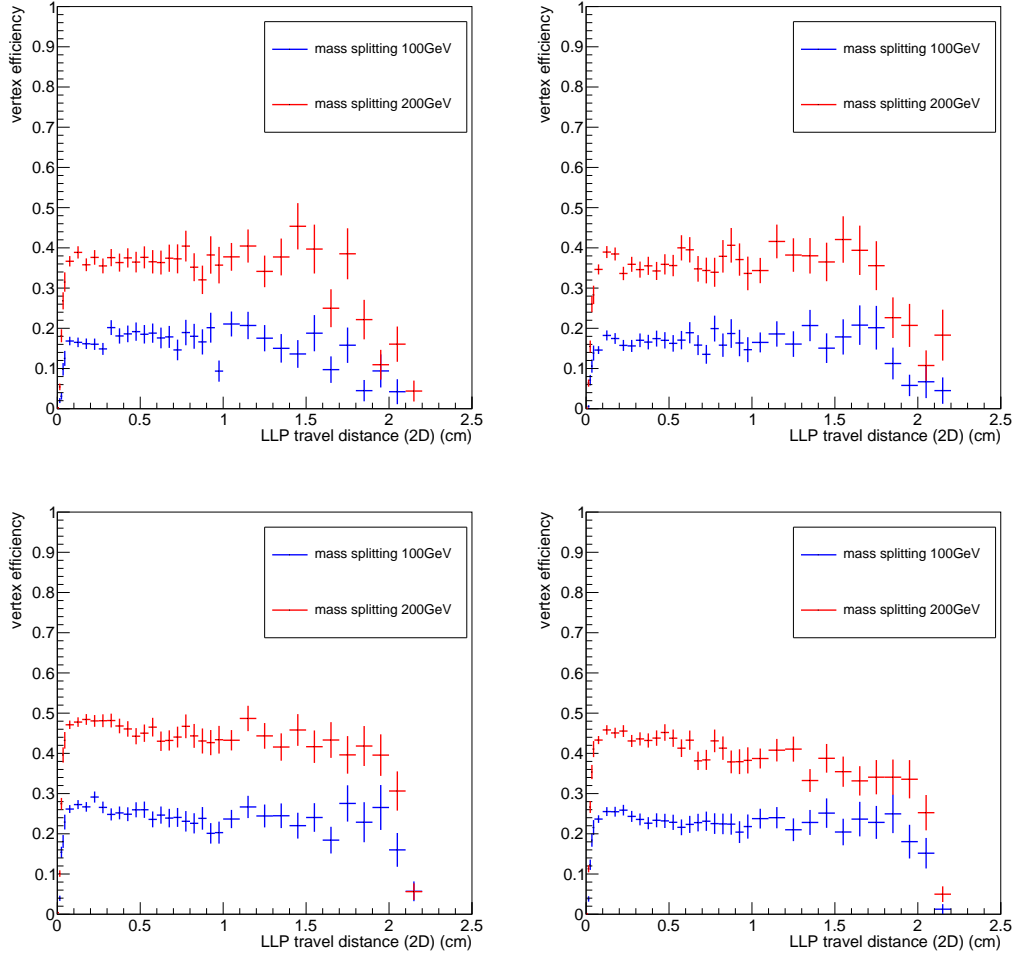 vertex efficiency
1
0.9
0.8
0.7
0.6
0.5
0.4
0.3
0.2
0.1
0
mass splitting 100GeV
mass splitting 200GeV
0 0.5 1 1.5 2 2.5
LLP travel distance (2D) (cm)
vertex efficiency
1
0.9
0.8
0.7
0.6
0.5
0.4
0.3
0.2
0.1
0
mass splitting 100GeV
mass splitting 200GeV
0 0.5 1 1.5 2 2.5
LLP travel distance (2D) (cm)
vertex efficiency
1
0.9
0.8
0.7
0.6
0.5
0.4
0.3
0.2
0.1
0
mass splitting 100GeV
mass splitting 200GeV
0 0.5 1 1.5 2 2.5
LLP travel distance (2D) (cm)
vertex efficiency
1
0.9
0.8
0.7
0.6
0.5
0.4
0.3
0.2
0.1
0
mass splitting 100GeV
mass splitting 200GeV
0 0.5 1 1.5 2 2.5
LLP travel distance (2D) (cm)